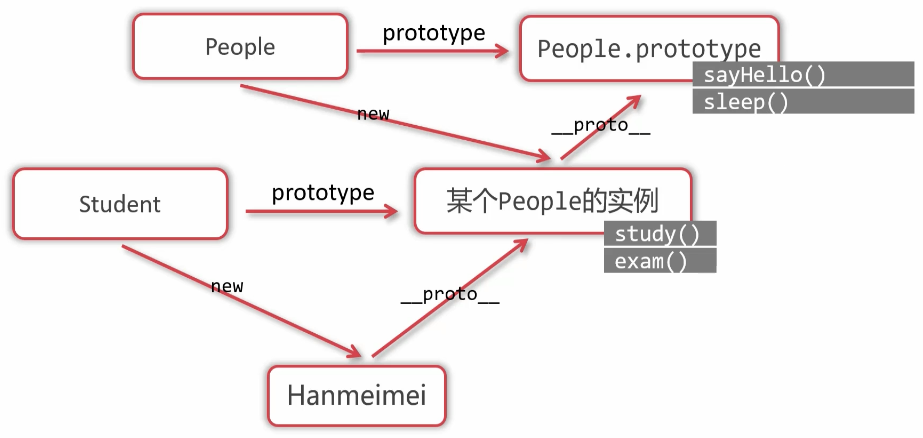 People
prototype
People.prototype
sayHello()
sleep()
new
__proto__
Student
prototype
某个People的实例
study()
exam()
new
__proto__
Hanmeimei